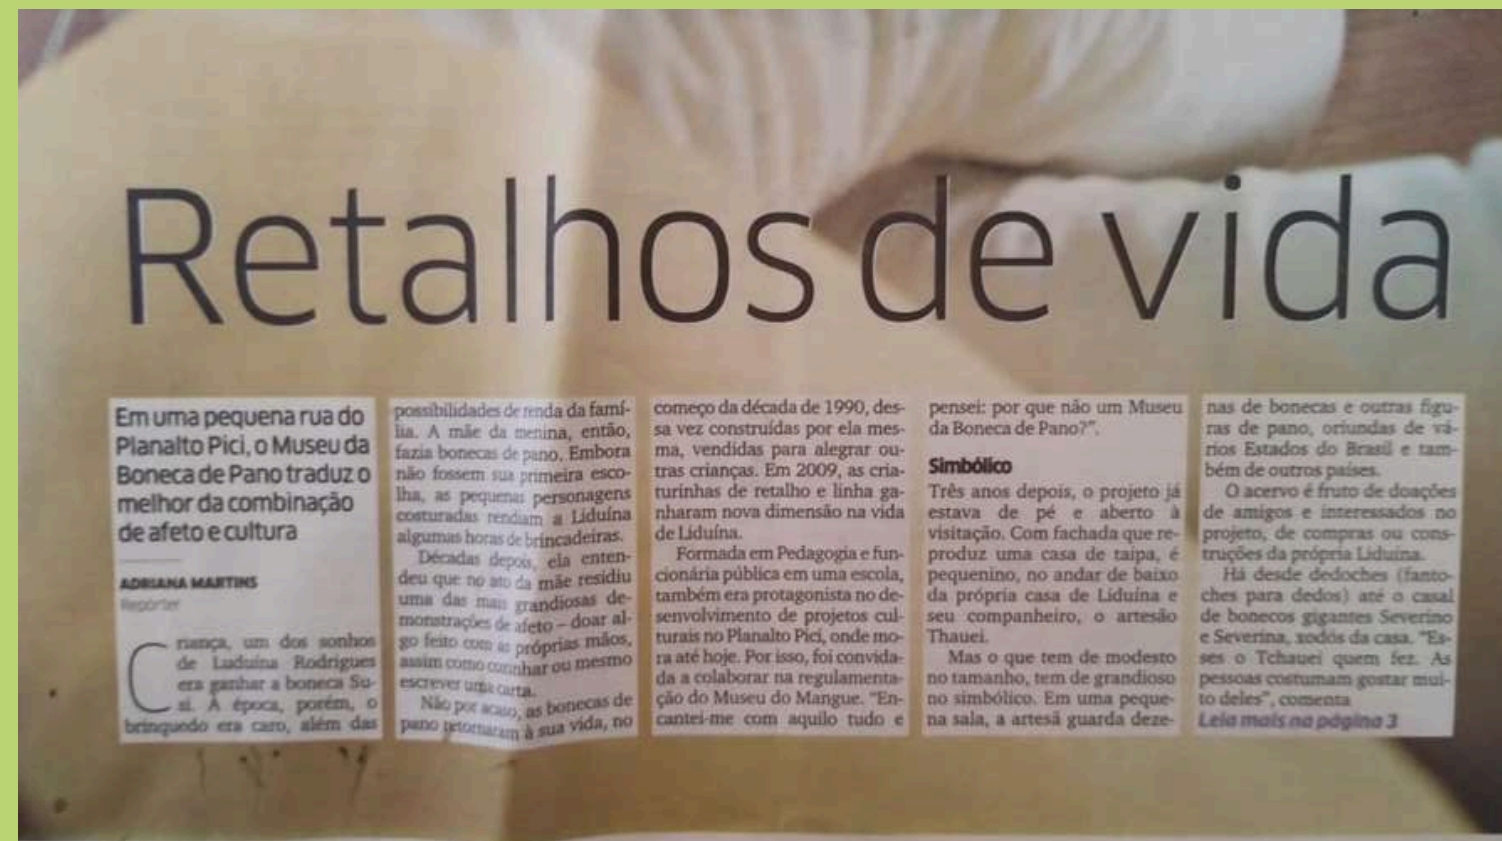 Retalhos de vida
Em uma pequena rua do
Planalto Pici, o Museu da
Boneca de Pano traduz o
melhor da combinação
de afeto e cultura
ADRIANA MARTINS
Repórter
Criança, um dos sonhos
de Luduína Rodrigues
era ganhar a boneca Su-
si. À época, porém, o
brinquedo era caro, além das
possibilidades de renda da famí-
lia. A mãe da menina, então,
fazia bonecas de pano. Embora
não fossem sua primeira esco-
lha, as pequenas personagens
costuradas rendiam a Liduína
algumas horas de brincadeiras.
Décadas depois, ela enten-
deu que no ato da mãe residiu
uma das mais grandiosas de-
monstrações de afeto – doar al-
go feito com as próprias mãos,
assim como cozinhar ou mesmo
escrever uma carta.
Não por acaso, as bonecas de
pano retornaram à sua vida, no
começo da década de 1990, des-
sa vez construídas por ela mes-
ma, vendidas para alegrar ou-
tras crianças. Em 2009, as cria-
turinhas de retalho e linha ga-
nharam nova dimensão na vida
de Liduína.
Formada em Pedagogia e fun-
cionária pública em uma escola,
também era protagonista no de-
senvolvimento de projetos cul-
turais no Planalto Pici, onde mo-
ra até hoje. Por isso, foi convida-
da a colaborar na regulamenta-
ção do Museu do Mangue. "En-
cantei-me com aquilo tudo e
pensei: por que não um Museu
da Boneca de Pano?".
Simbólico
Três anos depois, o projeto já
estava de pé e aberto à
visitação. Com fachada que re-
produz uma casa de taipa, é
pequenino, no andar de baixo
da própria casa de Liduína e
seu companheiro, o artesão
Thauei.
Mas o que tem de modesto
no tamanho, tem de grandioso
no simbólico. Em uma peque-
na sala, a artesã guarda deze-
nas de bonecas e outras figu-
ras de pano, oriundas de vá-
rios Estados do Brasil e tam-
bém de outros países.
O acervo é fruto de doações
de amigos e interessados no
projeto, de compras ou cons-
truções da própria Liduína.
Há desde dedoches (fanto-
ches para dedos) até o casal
de bonecos gigantes Severino
e Severina, xodós da casa. "Es-
ses o Tchauei quem fez. As
pessoas costumam gostar mui-
to deles", comenta
Leia mais na página 3